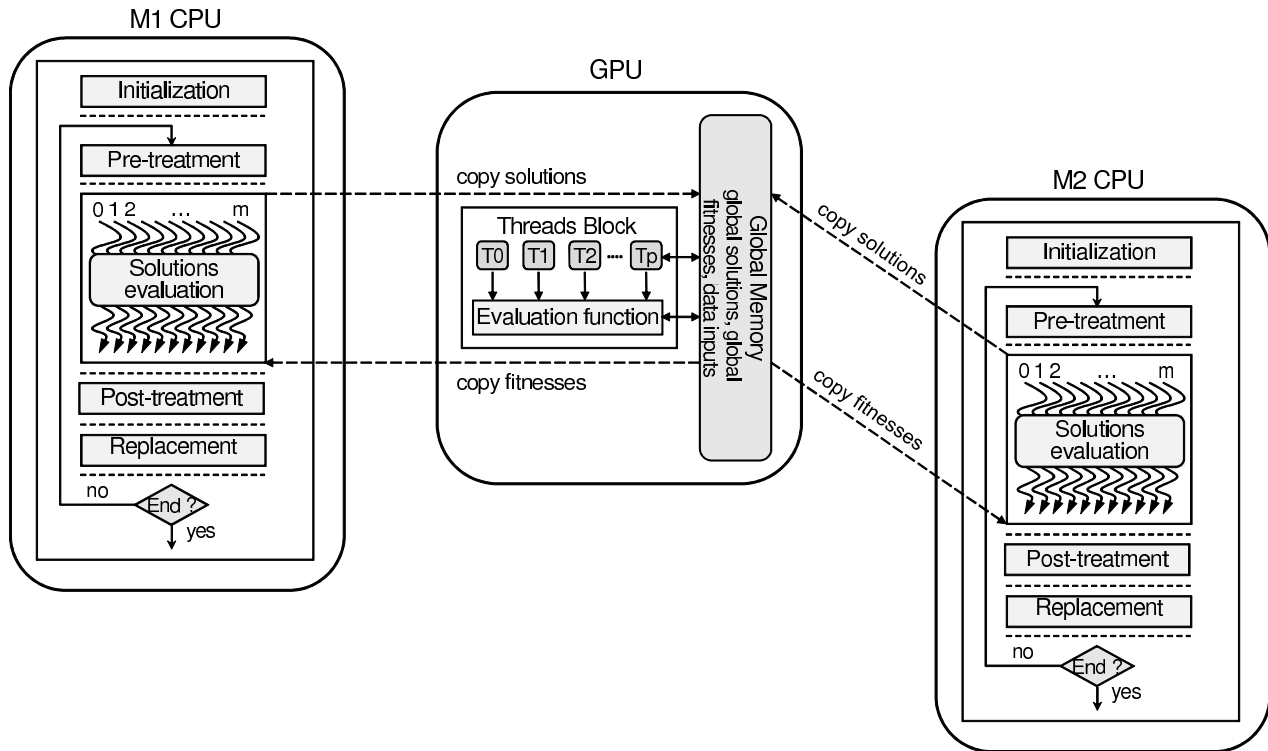 M1 CPU
Initialization
Pre-treatment
0 1 2 ... m
Solutions
evaluation
Post-treatment
Replacement
no
End ?
yes
GPU
copy solutions
Threads Block
T0 T1 T2 .... Tp
Evaluation function
copy fitnesses
Global Memory
global solutions, global
fitnesses, data inputs
copy solutions
copy fitnesses
M2 CPU
Initialization
Pre-treatment
0 1 2 ... m
Solutions
evaluation
Post-treatment
Replacement
no
End ?
yes